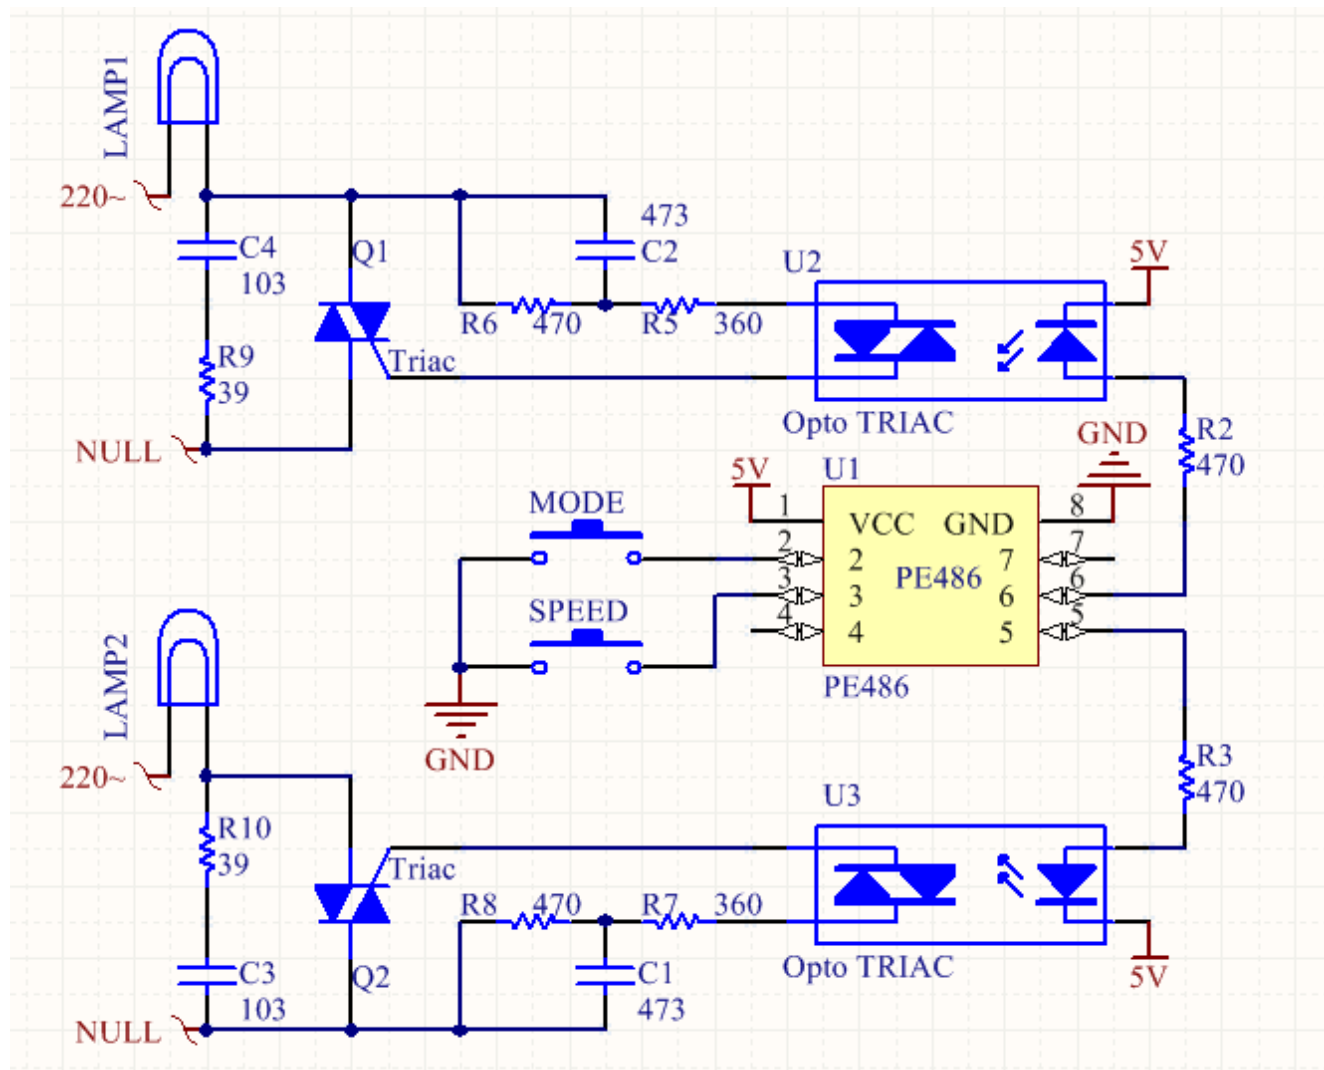 LAMP1
220~
C4
103
Q1
473
C2
U2
5V
R6
470
R5
360
R9
39
Triac
Opto TRIAC
NULL
GND
R2
470
5V
U1
MODE
1
VCC
GND
8
2
2
7
7
PE486
3
3
6
6
SPEED
4
4
5
5
PE486
GND
LAMP2
220~
R3
470
U3
R10
39
Triac
R8
470
R7
360
C3
103
Q2
C1
473
Opto TRIAC
5V
NULL